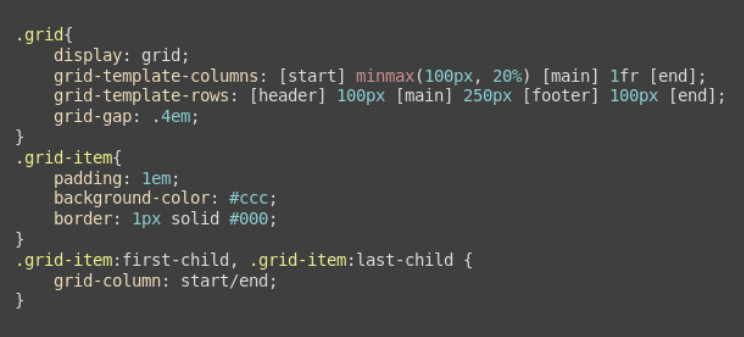 .grid{
    display: grid;
    grid-template-columns: [start] minmax(100px, 20%) [main] 1fr [end];
    grid-template-rows: [header] 100px [main] 250px [footer] 100px [end];
    grid-gap: .4em;
}
.grid-item{
    padding: 1em;
    background-color: #ccc;
    border: 1px solid #000;
}
.grid-item:first-child, .grid-item:last-child {
    grid-column: start/end;
}